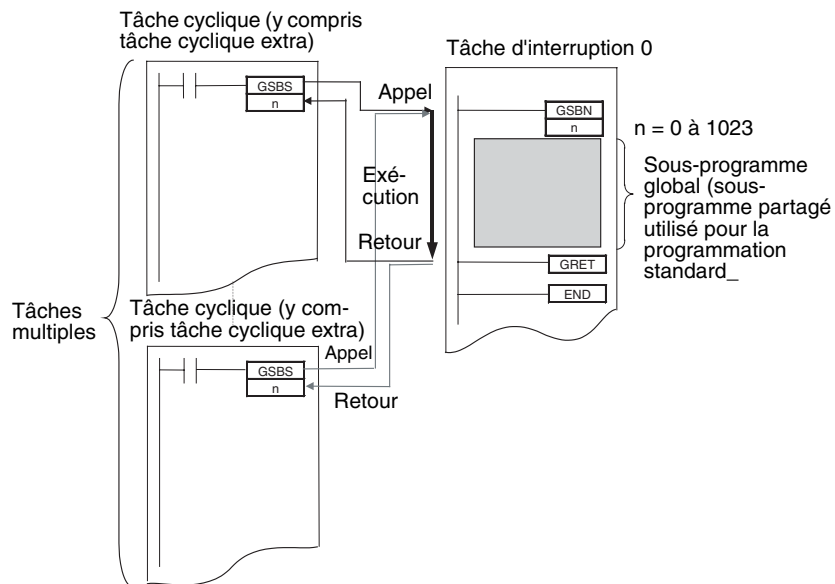 Tâche cyclique (y compris
tâche cyclique extra)
GSBS
n
Appel
Exé-
cution
Retour
Tâche d'interruption 0
GSBN
n
n = 0 à 1023
Sous-programme
global (sous-
programme partagé
utilisé pour la
programmation
standard_
GRET
END
Tâches
multiples
Tâche cyclique (y com-
pris tâche cyclique extra)
GSBS
n
Appel
Retour